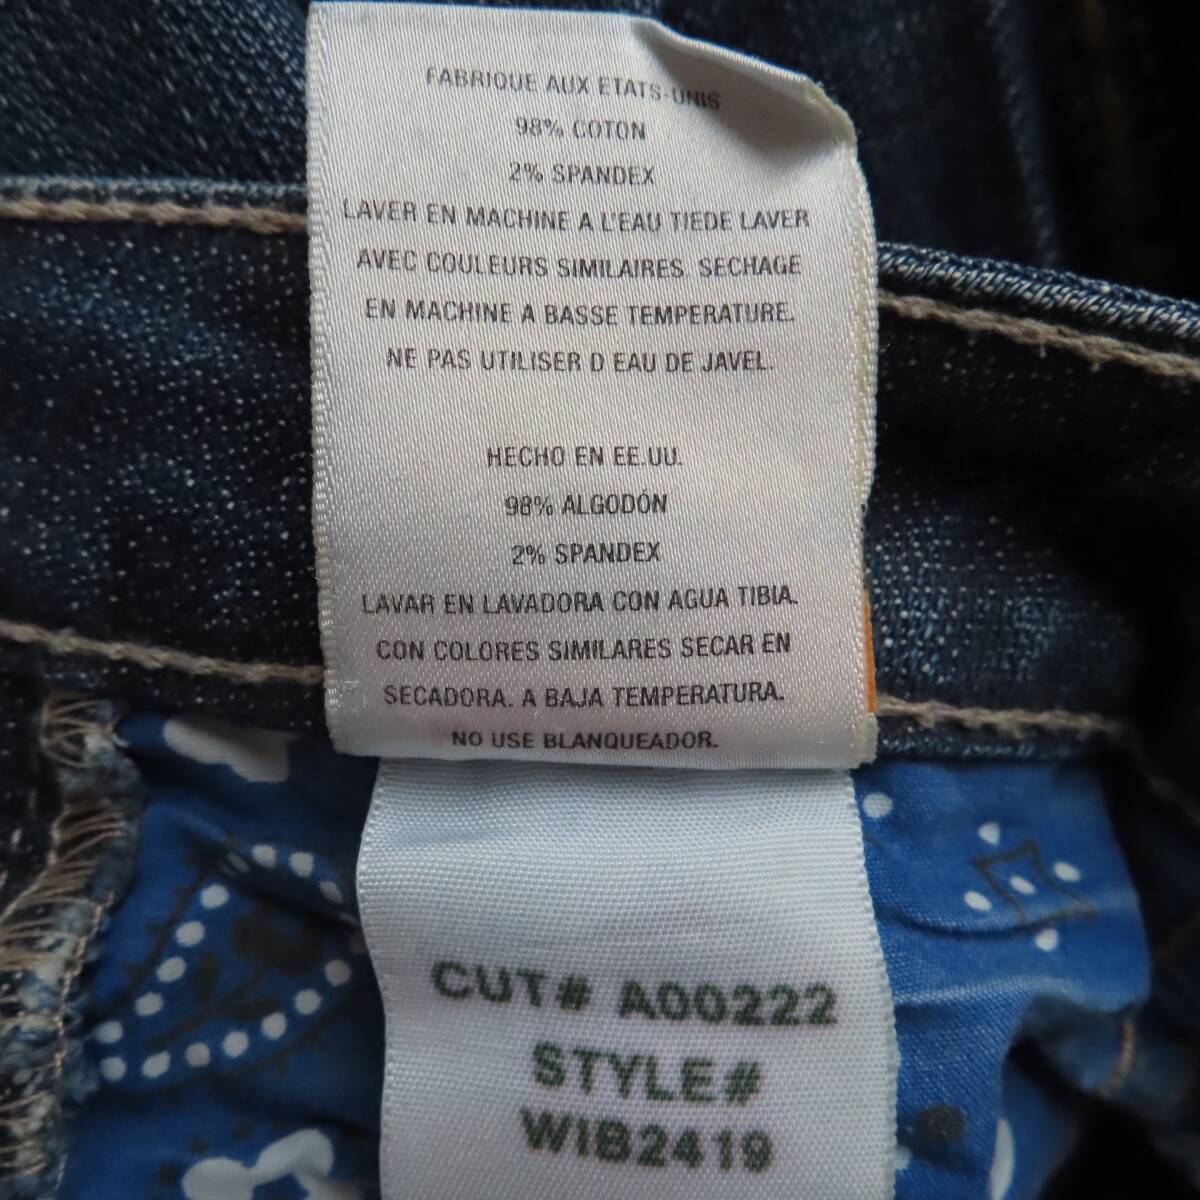 FABRIQUE AUX ETATS-UNIS
98% COTON
2% SPANDEX
LAVER EN MACHINE A L'EAU TIEDE LAVER
AVEC COULEURS SIMILAIRES. SECHAGE
EN MACHINE A BASSE TEMPERATURE.
NE PAS UTILISER D EAU DE JAVEL.
HECHO EN EE.UU.
98% ALGODÓN
2% SPANDEX
LAVAR EN LAVADORA CON AGUA TIBIA.
CON COLORES SIMILARES SECAR EN
SECADORA. A BAJA TEMPERATURA.
NO USE BLANQUEADOR.
CUT# A00222
STYLE#
WIB2419